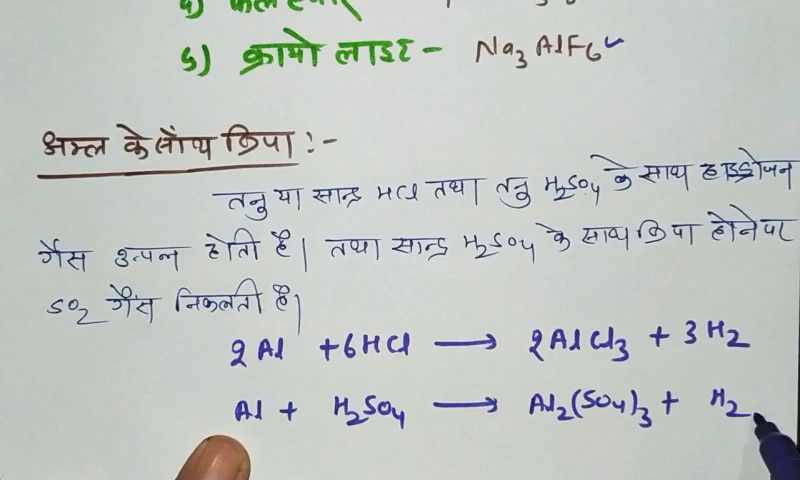 5) क्रायो लाइट - Na3AlF6
अम्ल के साथ क्रिया :-
तनु या सान्द्र HCl तथा तनु H2SO4 के साथ हाइड्रोजन
गैस उत्पन्न होती है। तथा सान्द्र H2SO4 के साथ क्रिया होने पर
SO2 गैस निकलती है।
2Al + 6HCl ⟶ 2AlCl3 + 3H2
Al + H2SO4 ⟶ Al2(SO4)3 + H2